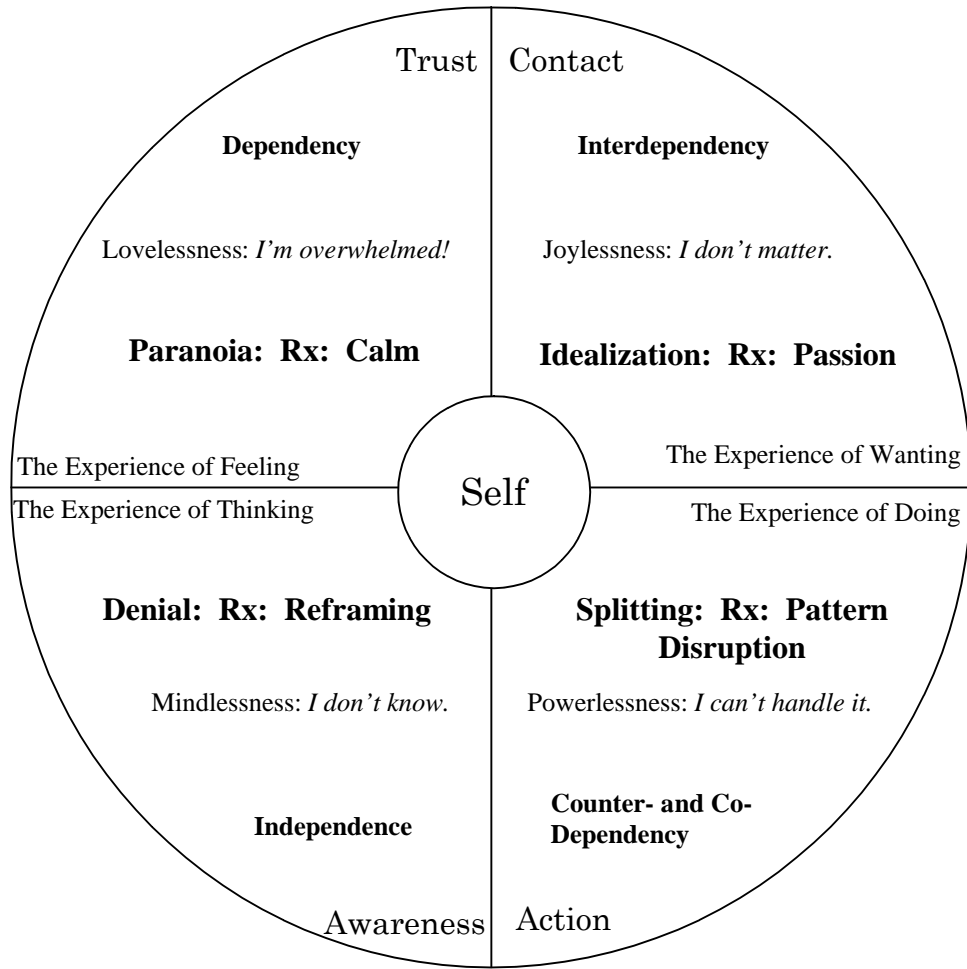 Trust
Contact
Dependency
Interdependency
Lovelessness: I'm overwhelmed!
Joylessness: I don't matter.
Paranoia: Rx: Calm
Idealization: Rx: Passion
The Experience of Feeling
The Experience of Wanting
Self
The Experience of Thinking
The Experience of Doing
Denial: Rx: Reframing
Splitting: Rx: Pattern
Disruption
Mindlessness: I don't know.
Powerlessness: I can't handle it.
Independence
Counter- and Co-
Dependency
Awareness
Action